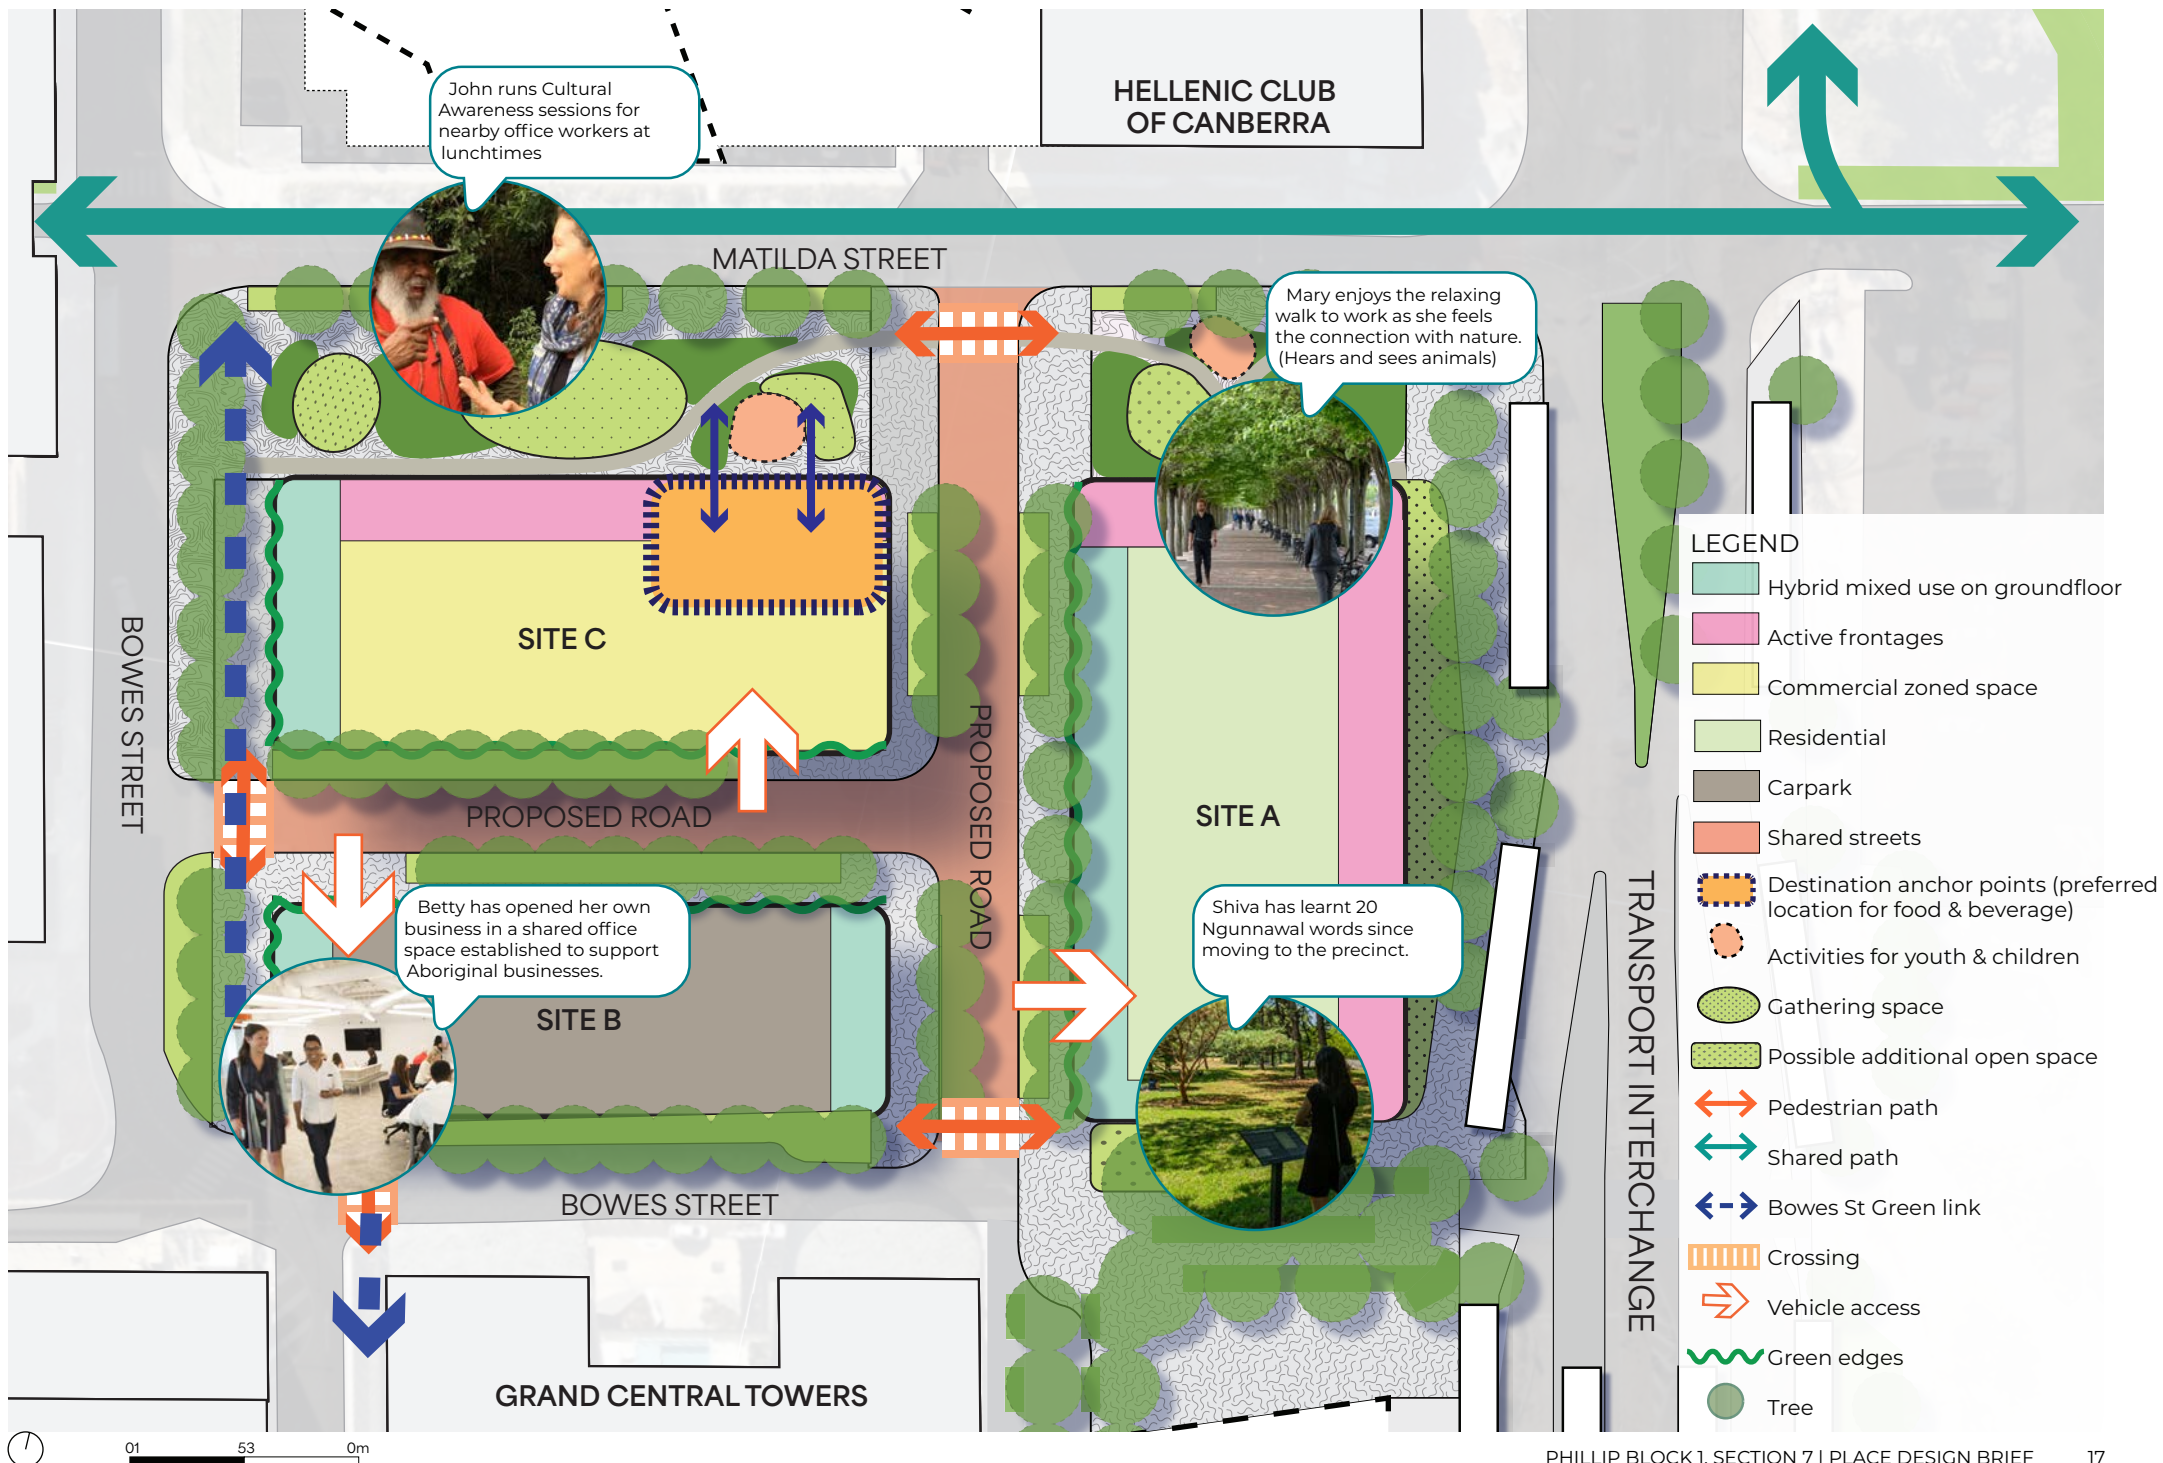 John runs Cultural
Awareness sessions for
nearby office workers at
lunchtimes
HELLENIC CLUB
OF CANBERRA
MATILDA STREET
Mary enjoys the relaxing
walk to work as she feels
the connection with nature.
(Hears and sees animals)
BOWES STREET
SITE C
PROPOSED ROAD
PROPOSED ROAD
SITE A
Betty has opened her own
business in a shared office
space established to support
Aboriginal businesses.
SITE B
Shiva has learnt 20
Ngunnawal words since
moving to the precinct.
BOWES STREET
GRAND CENTRAL TOWERS
TRANSPORT INTERCHANGE
LEGEND
Hybrid mixed use on groundfloor
Active frontages
Commercial zoned space
Residential
Carpark
Shared streets
Destination anchor points (preferred
location for food & beverage)
Activities for youth & children
Gathering space
Possible additional open space
Pedestrian path
Shared path
Bowes St Green link
Crossing
Vehicle access
Green edges
Tree
01 53 0m
PHILLIP BLOCK 1, SECTION 7 | PLACE DESIGN BRIEF 17